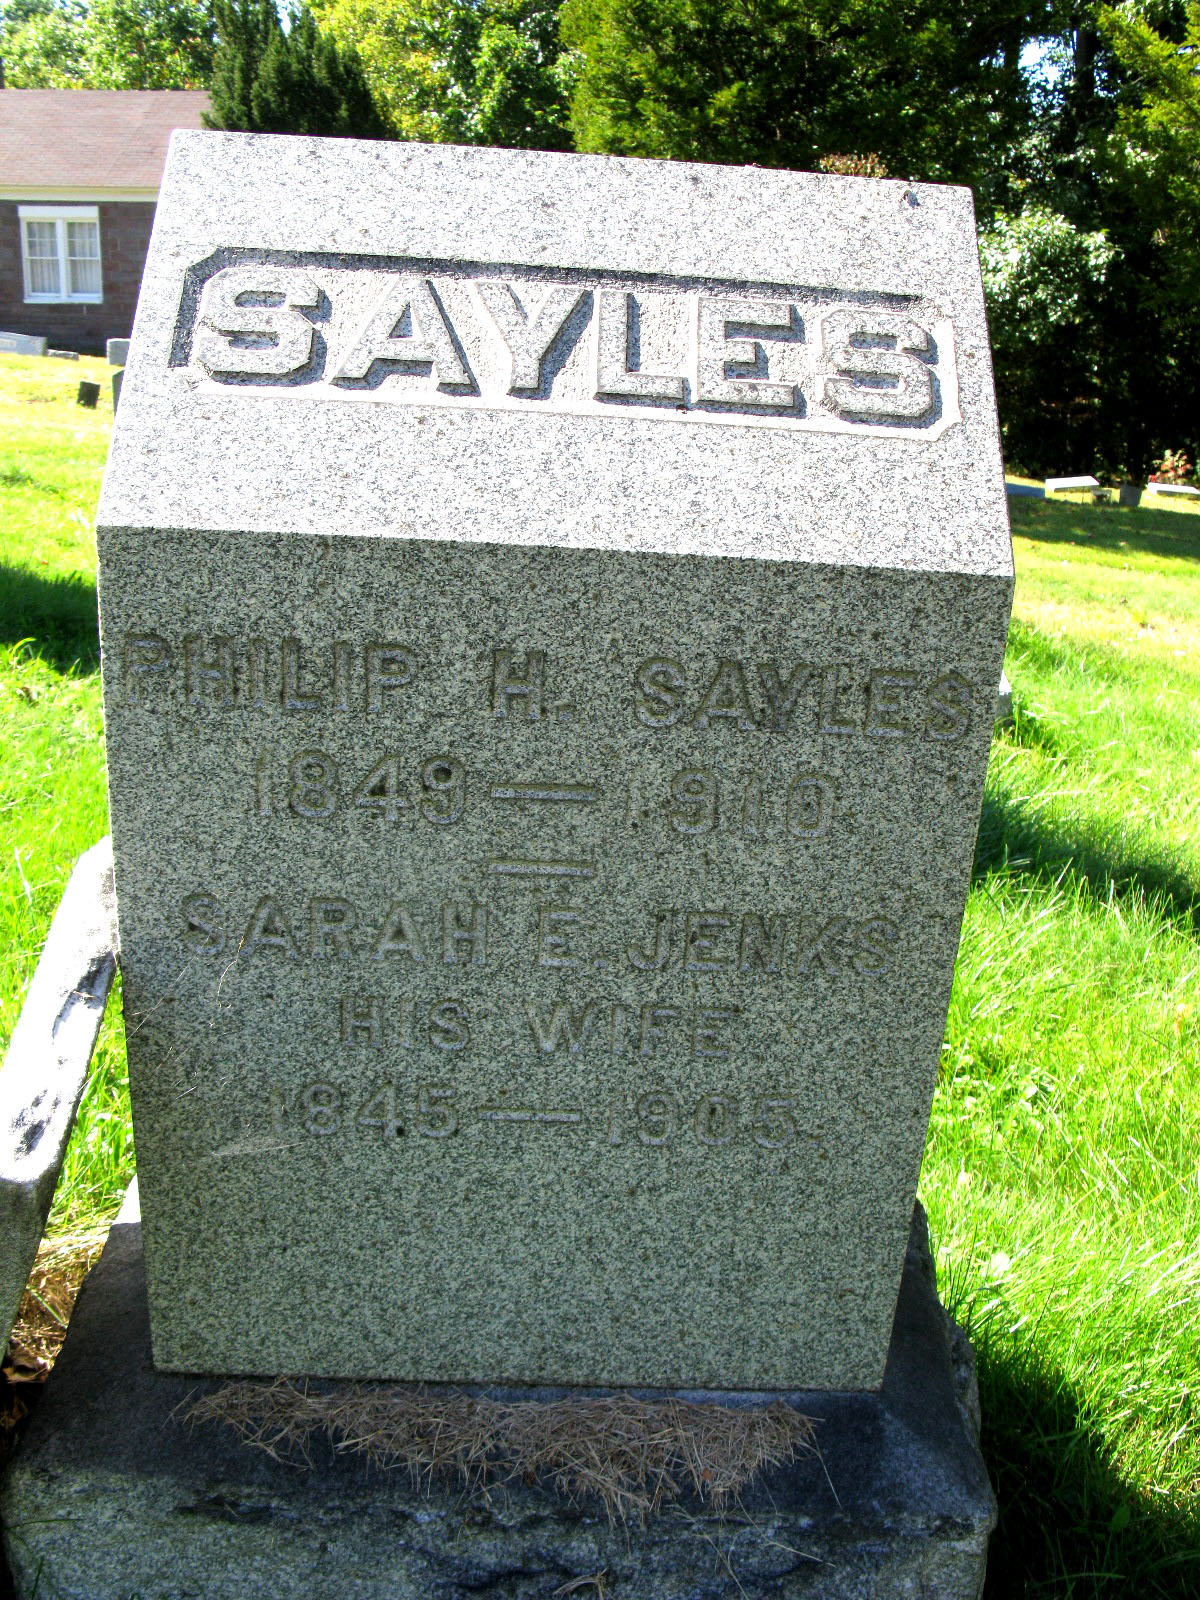 SAYLES
PHILIP H. SAYLES
1849 — 1910
—
SARAH E. JENKS
HIS WIFE
1845 — 1905.